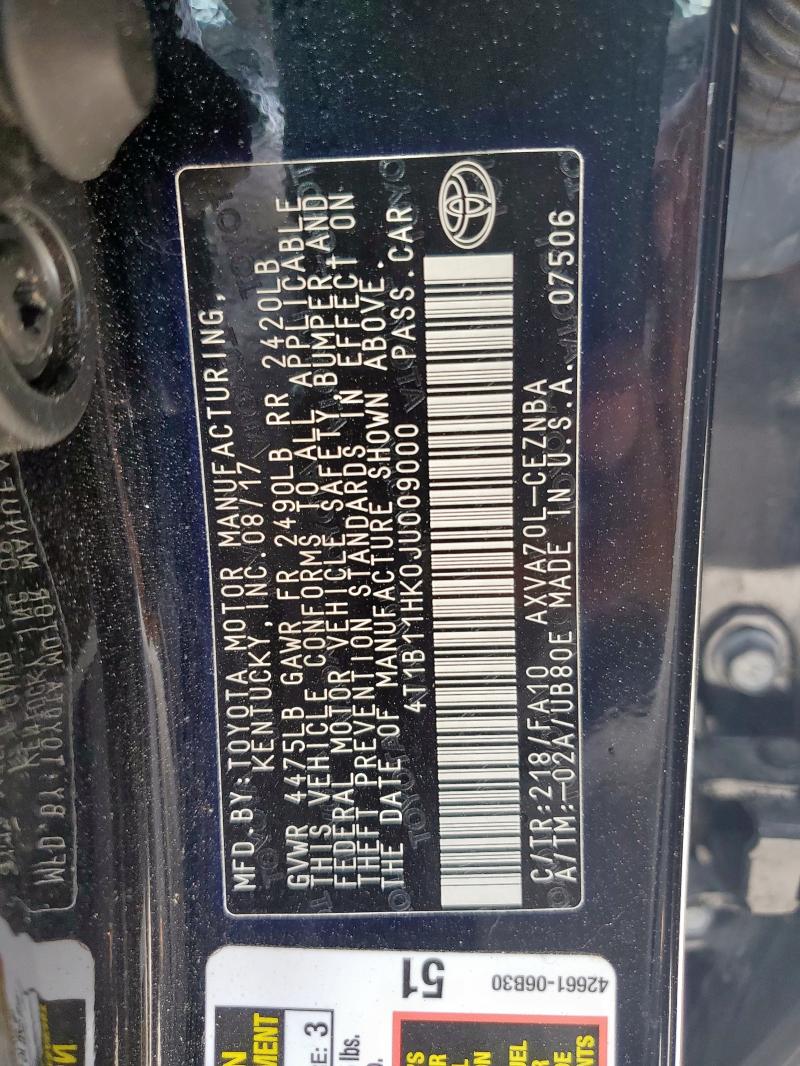 MFD.BY:TOYOTA MOTOR MANUFACTURING,
KENTUCKY,INC.08/17
GVWR 4475LB GAWR FR 2490LB RR 2420LB
THIS VEHICLE CONFORMS TO ALL APPLICABLE
FEDERAL MOTOR VEHICLE SAFETY, BUMPER, AND
THEFT PREVENTION STANDARDS IN EFFECT ON
THE DATE OF MANUFACTURE SHOWN ABOVE.
4T1B11HK0JU009000 PASS.CAR
C/TR:218/FA10 AXVA70L-CEZNBA
A/TM:-02A/UB80E MADE IN U.S.A. 07506
51
42661-06B30
3
lbs.